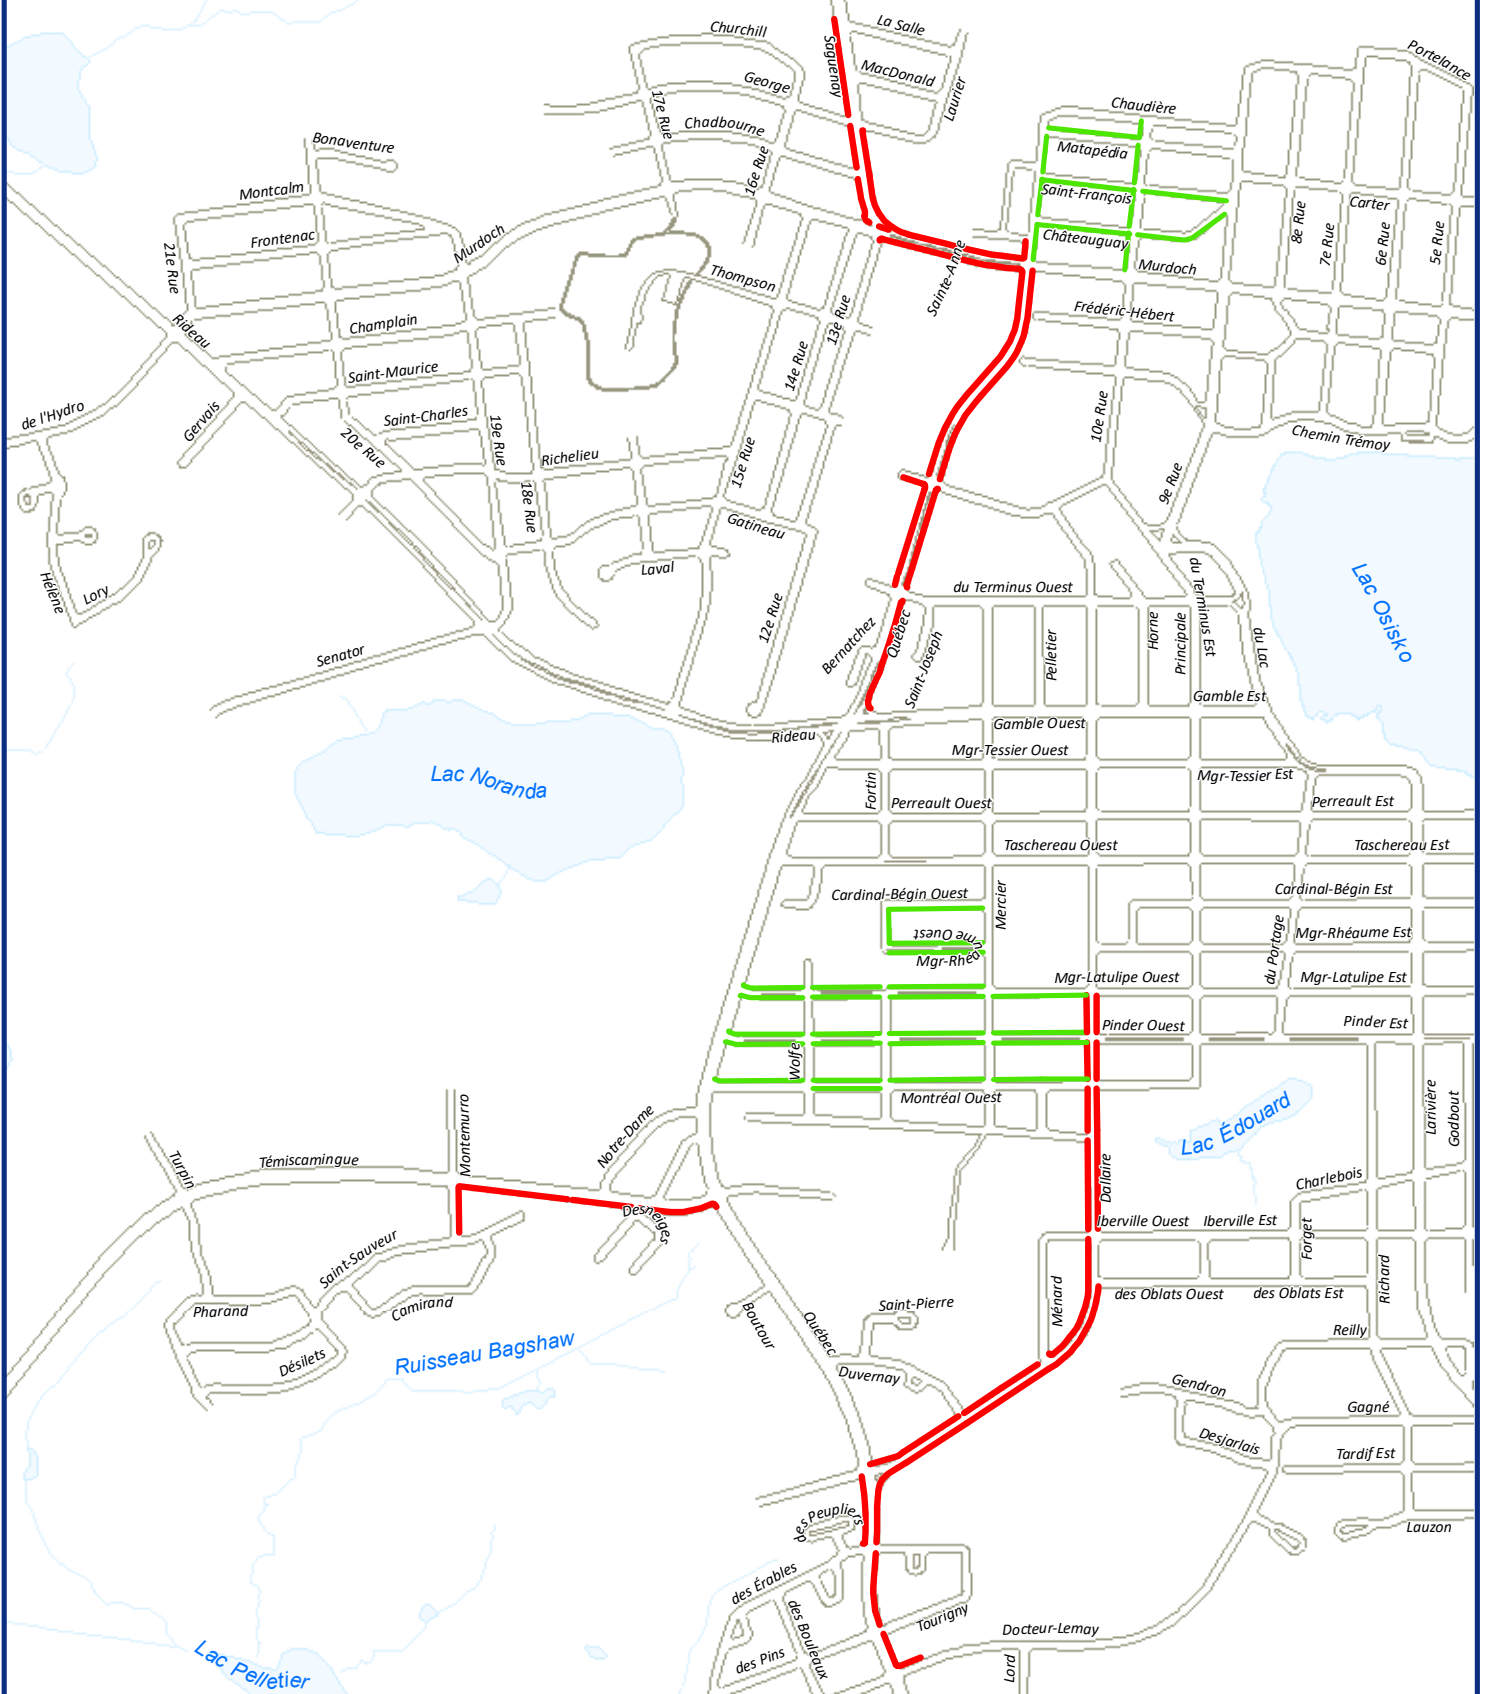 La Salle
Churchill
Saguenay
Portelance
MacDonald
George
Laurier
17e Rue
Chaudière
Chadbourne
Bonaventure
Matapédia
16e Rue
Montcalm
Saint-François
Carter
8e Rue
7e Rue
6e Rue
5e Rue
Frontenac
Murdoch
Châteauguay
21e Rue
Murdoch
Thompson
Sainte-Anne
Rideau
Champlain
13e Rue
Frédéric-Hébert
Saint-Maurice
14e Rue
de l'Hydro
Gervais
Saint-Charles
10e Rue
Chemin Trémoy
20e Rue
19e Rue
Richelieu
15e Rue
9e Rue
18e Rue
Gatineau
Laval
Hélène
Lory
du Terminus Ouest
du Terminus Est
Lac Osisko
12e Rue
Bernatchez
Québec
Saint-Joseph
Pelletier
Horne
Principale
du Lac
Senator
Gamble Est
Gamble Ouest
Rideau
Mgr-Tessier Ouest
Mgr-Tessier Est
Lac Noranda
Fortin
Perreault Ouest
Perreault Est
Taschereau Ouest
Taschereau Est
Cardinal-Bégin Ouest
Mercier
Cardinal-Bégin Est
Mgr-Rhéaume Ouest
Mgr-Rhéaume Est
du Portage
Mgr-Latulipe Ouest
Mgr-Latulipe Est
Pinder Ouest
Pinder Est
Wolfe
Montréal Ouest
Lac Édouard
Larivière
Godbout
Montemurro
Notre-Dame
Turpin
Témiscamingue
Dallaire
Charlebois
Desneiges
Iberville Ouest
Iberville Est
Forget
Saint-Sauveur
Richard
Pharand
Camirand
Ménard
des Oblats Ouest
des Oblats Est
Saint-Pierre
Boutour
Québec
Reilly
Ruisseau Bagshaw
Désilets
Duvernay
Gendron
Gagné
Desjarlais
Tardif Est
des Peupliers
Lauzon
des Érables
des Bouleaux
Tourigny
Docteur-Lemay
des Pins
Lord
Lac Pelletier